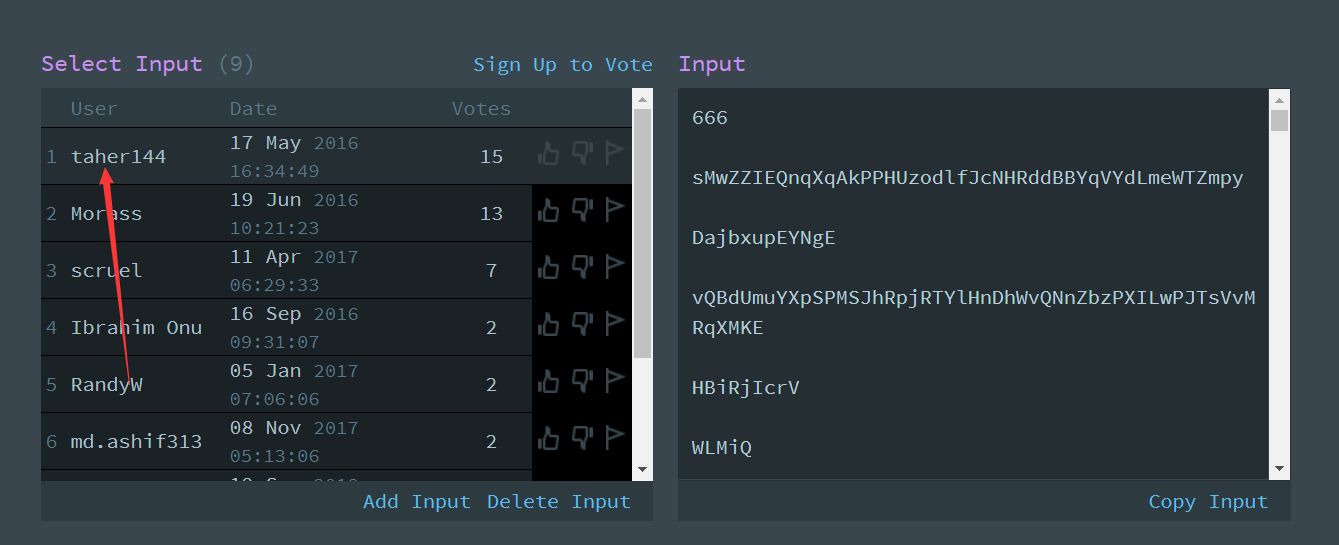 Select Input (9) Sign Up to Vote
User Date Votes
1 taher144 17 May 2016 16:34:49 15
2 Morass 19 Jun 2016 10:21:23 13
3 scruel 11 Apr 2017 06:29:33 7
4 Ibrahim Onu 16 Sep 2016 09:31:07 2
5 RandyW 05 Jan 2017 07:06:06 2
6 md.ashif313 08 Nov 2017 05:13:06 2
Add Input Delete Input
Input
666
sMwZZIEQnqXqAkPPHUzodlfJcNHRddBBYqVYdLmeWTZmpy
DajbxupEYNgE
vQBdUmuYXpSPMSJhRpjRTYlHnDhWvQNnZbzPXILwPJTsVvM
RqXMKE
HBiRjIcrV
WLMiQ
Copy Input